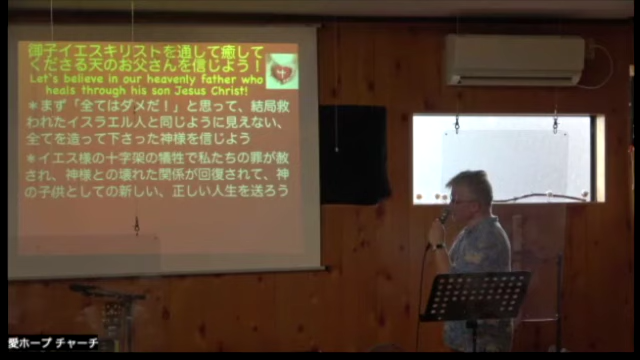 御子イエスキリストを通して癒して
くださる天のお父さんを信じよう！
Let's believe in our heavenly father who
heals through his son Jesus Christ!
＊まず「全てはダメだ！」と思って、結局救
われたイスラエル人と同じように見えない、
全てを造って下さった神様を信じよう
＊イエス様の十字架の犠牲で私たちの罪が赦
され、神様との壊れた関係が回復されて、神
の子供としての新しい、正しい人生を送ろう
愛ホープ チャーチ